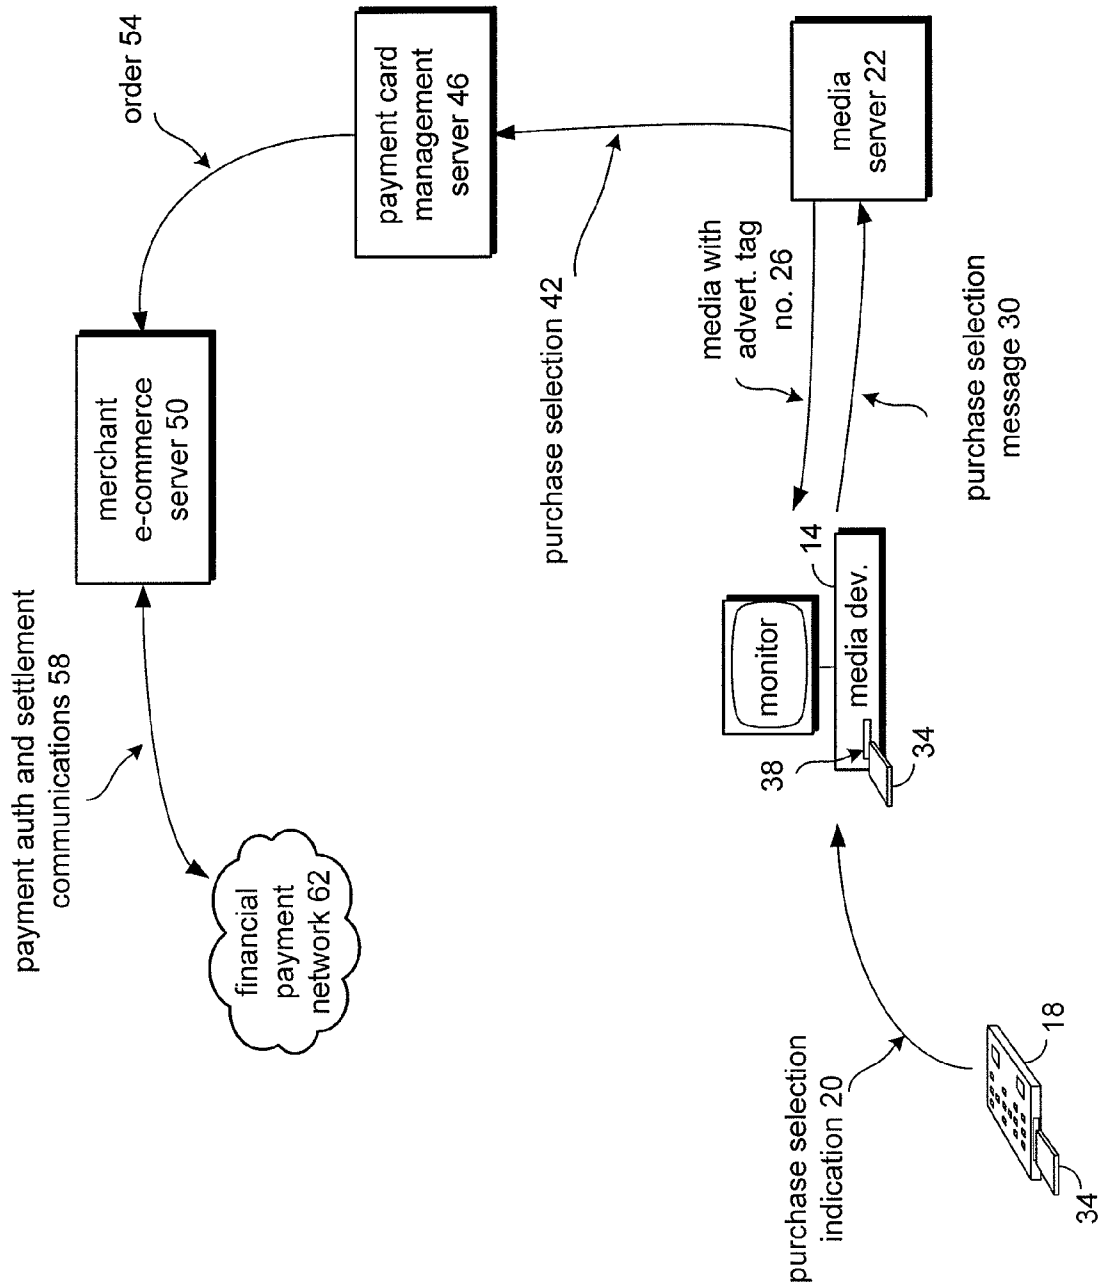 payment auth and settlement
communications 58
order 54
merchant
e-commerce
server 50
financial
payment
network 62
payment card
management
server 46
purchase selection 42
media with
advert. tag
no. 26
media
server 22
purchase selection
message 30
monitor
14
media dev.
38
34
purchase selection
indication 20
18
34